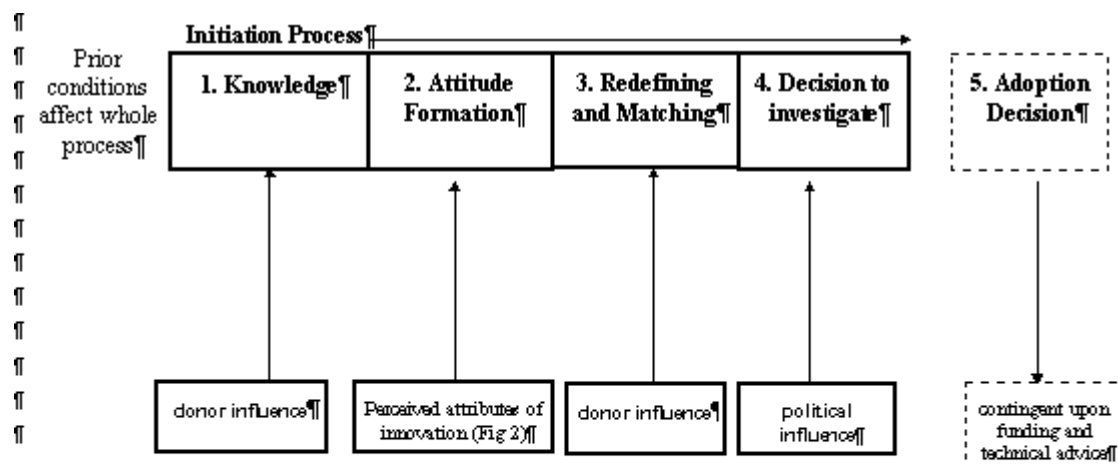 ¶
¶
¶
¶
¶
¶
¶
¶
¶
¶
¶
¶
Prior
conditions
affect whole
process¶
Initiation Process¶
1. Knowledge¶
2. Attitude
Formation¶
3. Redefining
and Matching¶
4. Decision to
investigate¶
5. Adoption
Decision¶
donor influence¶
Perceived attributes of
innovation (Fig 2)¶
donor influence¶
political
influence¶
contingent upon
funding and
technical advice¶